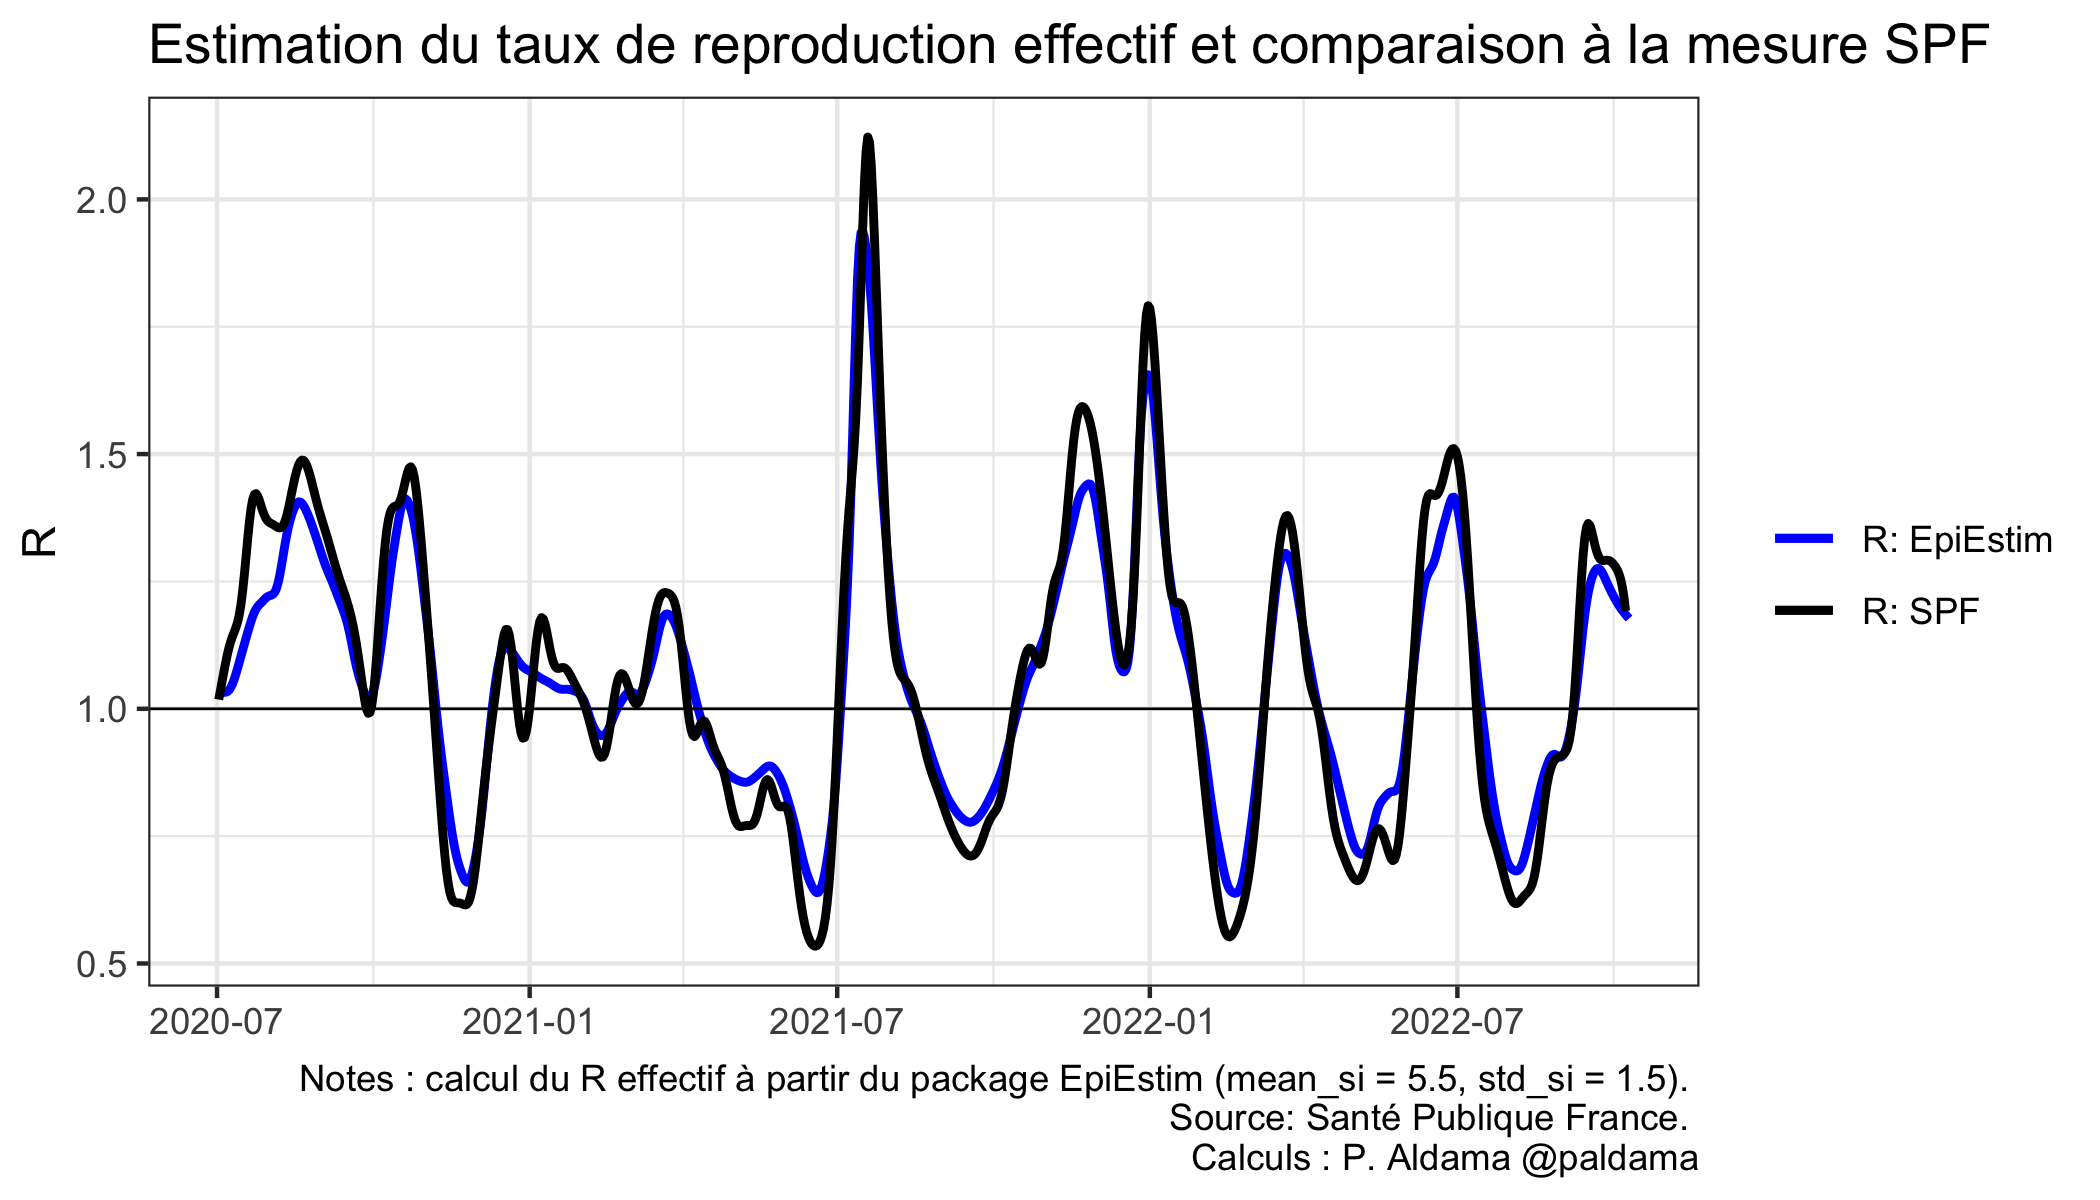 Estimation du taux de reproduction effectif et comparaison à la mesure SPF
R
2.0
1.5
1.0
0.5
2020-07 2021-01 2021-07 2022-01 2022-07
R: EpiEstim
R: SPF
Notes : calcul du R effectif à partir du package EpiEstim (mean_si = 5.5, std_si = 1.5).
Source: Santé Publique France.
Calculs : P. Aldama @paldama